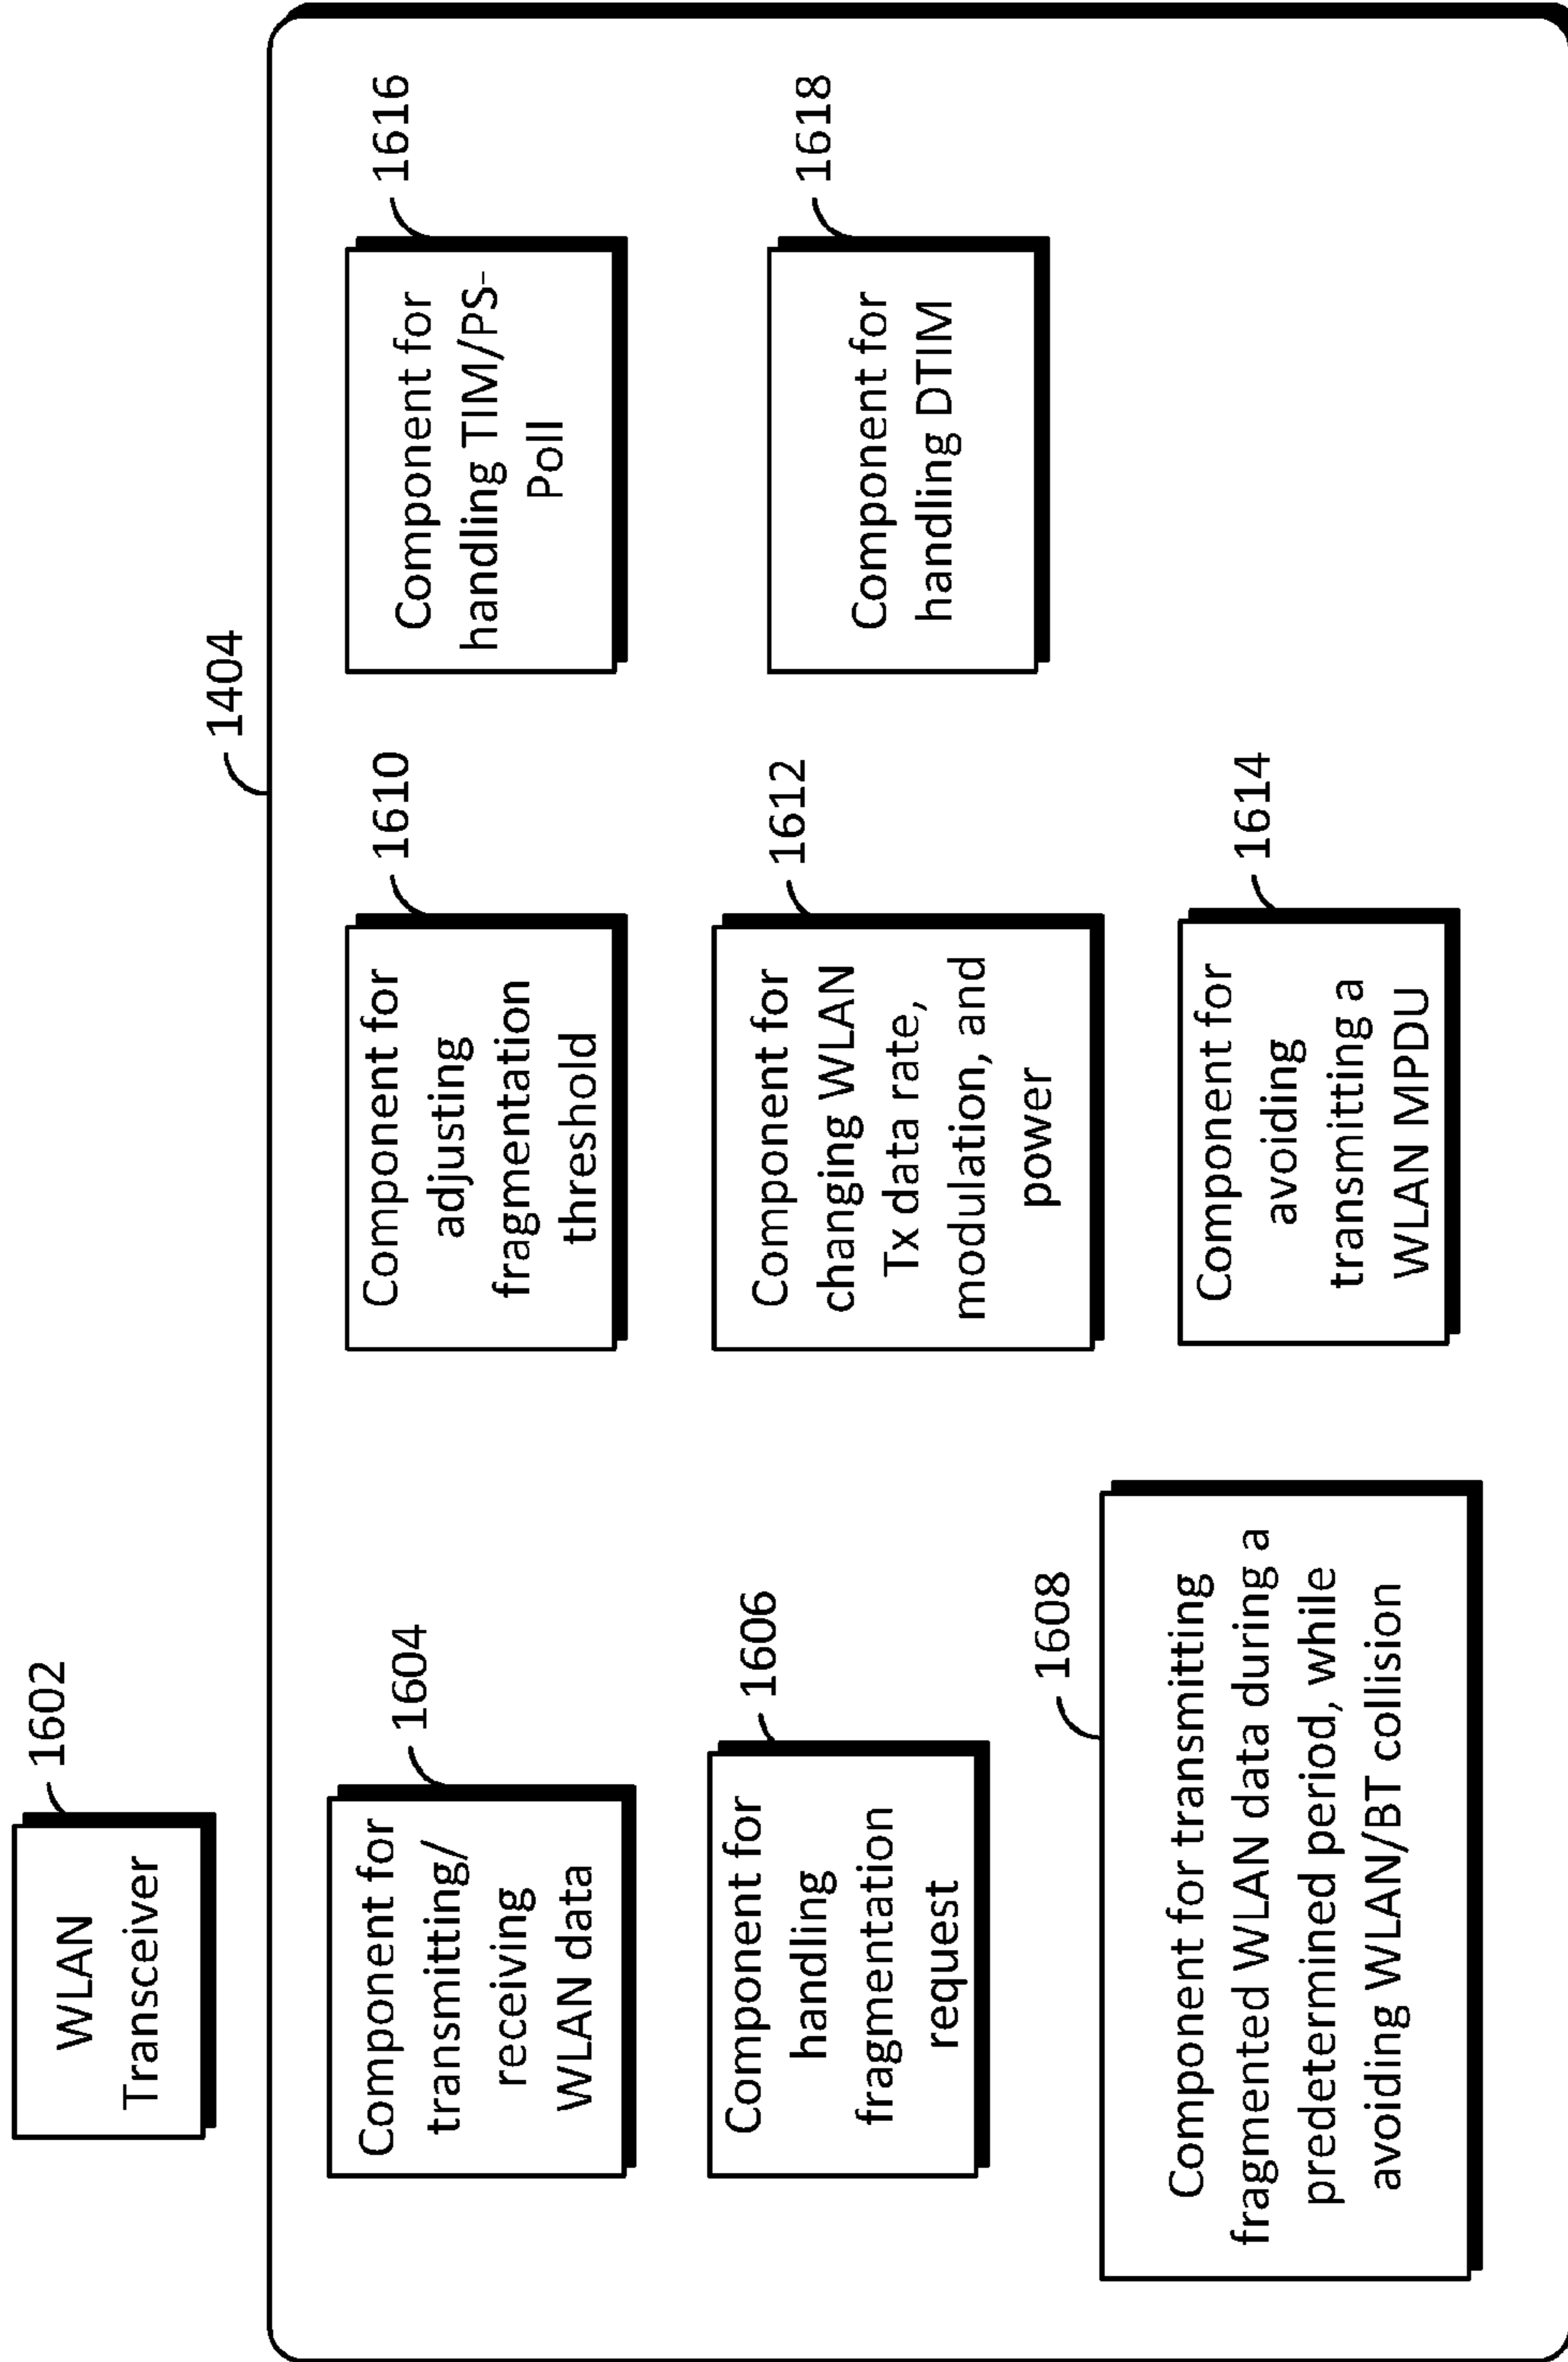 WLAN
Transceiver
1602
1404
Component for
transmitting/
receiving
WLAN data
1604
Component for
handling
fragmentation
request
1606
Component for transmitting
fragmented WLAN data during a
predetermined period, while
avoiding WLAN/BT collision
1608
Component for
adjusting
fragmentation
threshold
1610
Component for
changing WLAN
Tx data rate,
modulation, and
power
1612
Component for
avoiding
transmitting a
WLAN MPDU
1614
Component for
handling TIM/PS-
Poll
1616
Component for
handling DTIM
1618